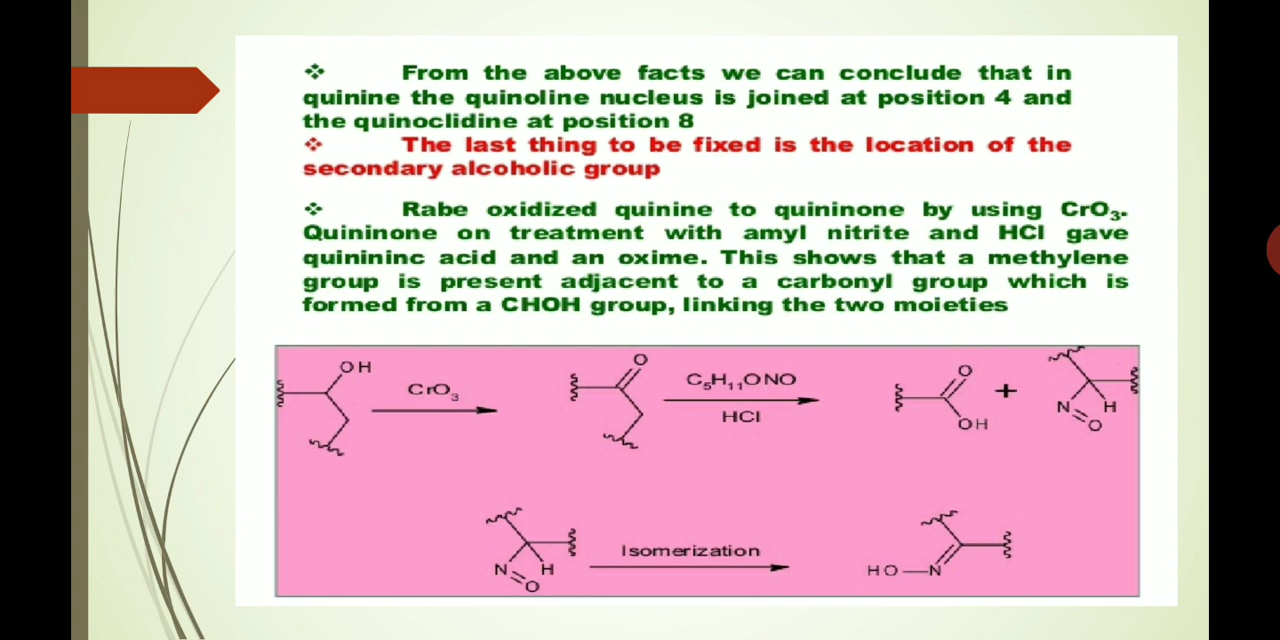 ❖ From the above facts we can conclude that in
quinine the quinoline nucleus is joined at position 4 and
the quinoclidine at position 8
❖ The last thing to be fixed is the location of the
secondary alcoholic group
❖ Rabe oxidized quinine to quininone by using CrO₃.
Quininone on treatment with amyl nitrite and HCl gave
quinininc acid and an oxime. This shows that a methylene
group is present adjacent to a carbonyl group which is
formed from a CHOH group, linking the two moieties
OH
CrO₃
O
C₅H₁₁ONO
HCl
O
OH
+
N
H
O
N
H
O
Isomerization
HO—N